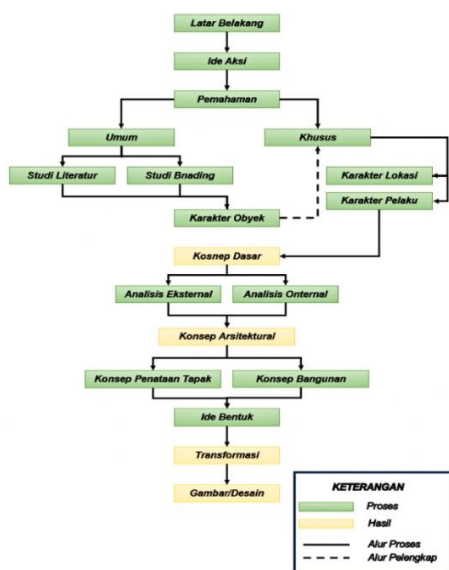 Latar Belakang
Ide Aksi
Pemahaman
Umum
Khusus
Studi Literatur
Studi Bnading
Karakter Lokasi
Karakter Pelaku
Karakter Obyek
Kosnep Dasar
Analisis Eksternal
Analisis Onternal
Konsep Arsitektural
Konsep Penataan Tapak
Konsep Bangunan
Ide Bentuk
Transformasi
Gambar/Desain
KETERANGAN
Proses
Hasil
Alur Proses
Alur Pelengkap